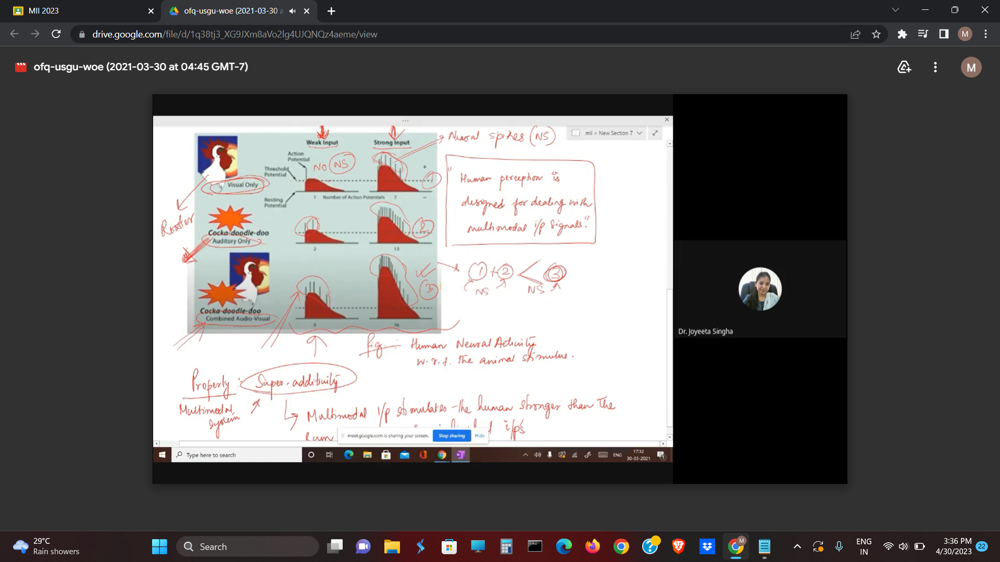 MII 2023
ofq-usgu-woe (2021-03-30 a
drive.google.com/file/d/1q38tj3_XG9JXm8aVo2lg4UJQNQz4aeme/view
M
ofq-usgu-woe (2021-03-30 at 04:45 GMT-7)
M
mii > New Section 7
Weak Input
Strong Input
Neural spikes (NS)
Action
Potential
Threshold
Potential
NO NS
+
1
Visual Only
Resting
Potential
1 Number of Action Potentials 7 –
Rooster
"Human perception is
designed for dealing with
multimodal i/p signals."
Cocka-doodle-doo
Auditory Only
2
2
13
1 + 2 < 3
NS NS
3
Cocka-doodle-doo
Combined Audio-Visual
5
16
Fig. : Human Neural Activity
w.r.t. the animal stimulus.
Property : Super-additivity
Multimodal
System
Multimodal i/p stimulates the human stronger than the
i/p's
meet.google.com is sharing your screen.
Stop sharing
Hide
Type here to search
ENG
17:32
30-03-2021
1
Dr. Joyeeta Singha
29°C
Rain showers
Search
M
ENG
IN
3:36 PM
4/30/2023
22